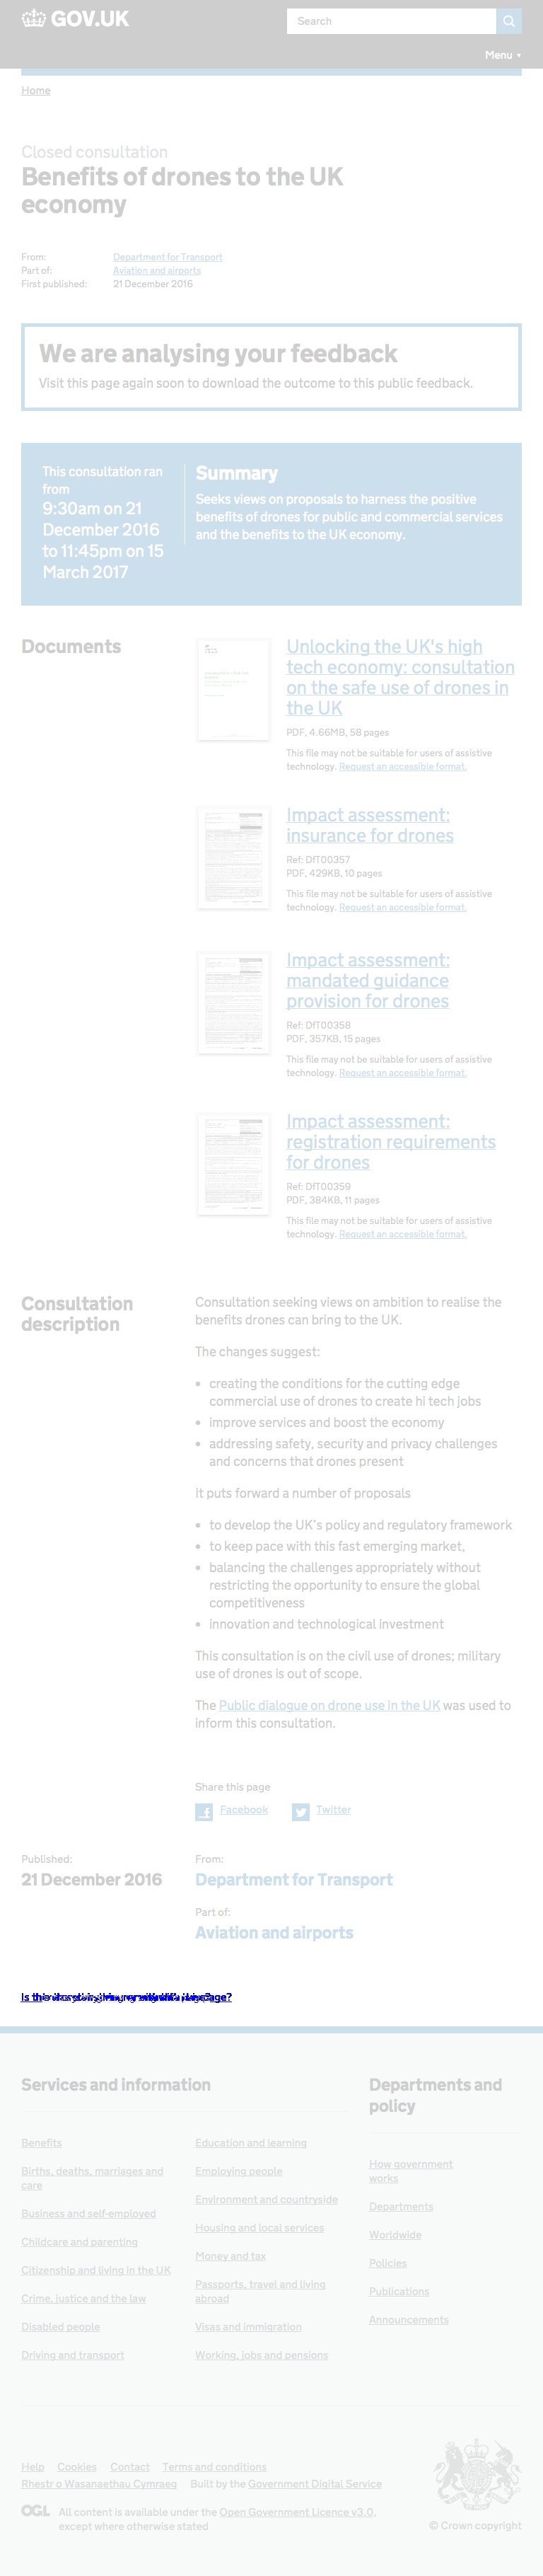 GOV.UK
Search
Menu
Home
Closed consultation
Benefits of drones to the UK
economy
From: Department for Transport
Part of: Aviation and airports
First published: 21 December 2016
We are analysing your feedback
Visit this page again soon to download the outcome to this public feedback.
This consultation ran
from
9:30am on 21
December 2016
to 11:45pm on 15
March 2017
Summary
Seeks views on proposals to harness the positive
benefits of drones for public and commercial services
and the benefits to the UK economy.
Documents
Unlocking the UK's high
tech economy: consultation
on the safe use of drones in
the UK
PDF, 4.66MB, 58 pages
This file may not be suitable for users of assistive
technology. Request an accessible format.
Impact assessment:
insurance for drones
Ref: DfT00357
PDF, 429KB, 10 pages
This file may not be suitable for users of assistive
technology. Request an accessible format.
Impact assessment:
mandated guidance
provision for drones
Ref: DfT00358
PDF, 357KB, 15 pages
This file may not be suitable for users of assistive
technology. Request an accessible format.
Impact assessment:
registration requirements
for drones
Ref: DfT00359
PDF, 384KB, 11 pages
This file may not be suitable for users of assistive
technology. Request an accessible format.
Consultation
description
Consultation seeking views on ambition to realise the
benefits drones can bring to the UK.
The changes suggest:
• creating the conditions for the cutting edge
commercial use of drones to create hi tech jobs
• improve services and boost the economy
• addressing safety, security and privacy challenges
and concerns that drones present
It puts forward a number of proposals
• to develop the UK's policy and regulatory framework
• to keep pace with this fast emerging market,
• balancing the challenges appropriately without
restricting the opportunity to ensure the global
competitiveness
• innovation and technological investment
This consultation is on the civil use of drones; military
use of drones is out of scope.
The Public dialogue on drone use in the UK was used to
inform this consultation.
Share this page
Facebook Twitter
Published:
21 December 2016
From:
Department for Transport
Part of:
Aviation and airports
Services and information
Benefits
Births, deaths, marriages and
care
Business and self-employed
Childcare and parenting
Citizenship and living in the UK
Crime, justice and the law
Disabled people
Driving and transport
Education and learning
Employing people
Environment and countryside
Housing and local services
Money and tax
Passports, travel and living
abroad
Visas and immigration
Working, jobs and pensions
Departments and
policy
How government
works
Departments
Worldwide
Policies
Publications
Announcements
Help Cookies Contact Terms and conditions
Rhestr o Wasanaethau Cymraeg Built by the Government Digital Service
OGL All content is available under the Open Government Licence v3.0,
except where otherwise stated
© Crown copyright